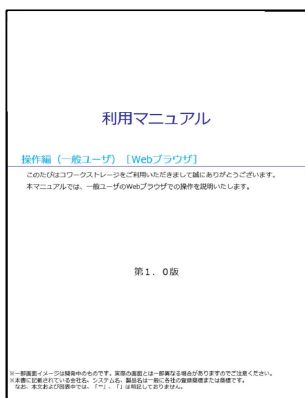 利用マニュアル
操作編（一般ユーザ）［Webブラウザ］
このたびはコワークストレージをご利用いただきまして誠にありがとうございます。
本マニュアルでは、一般ユーザのWebブラウザでの操作を説明いたします。
第１．０版
※一部画面イメージは開発中のものです。実際の画面とは一部異なる場合がありますのでご注意ください。
※本書に記載されている会社名、システム名、製品名は一般に各社の登録商標または商標です。
なお、本文および図表中では、「™」、「」は明記しておりません。